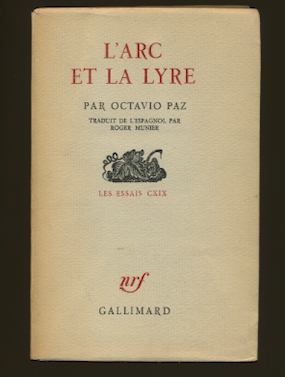 L'ARC
ET LA LYRE
PAR OCTAVIO PAZ
TRADUIT DE L'ESPAGNOL PAR
ROGER MUNIER
LES ESSAIS CXIX
nrf
GALLIMARD